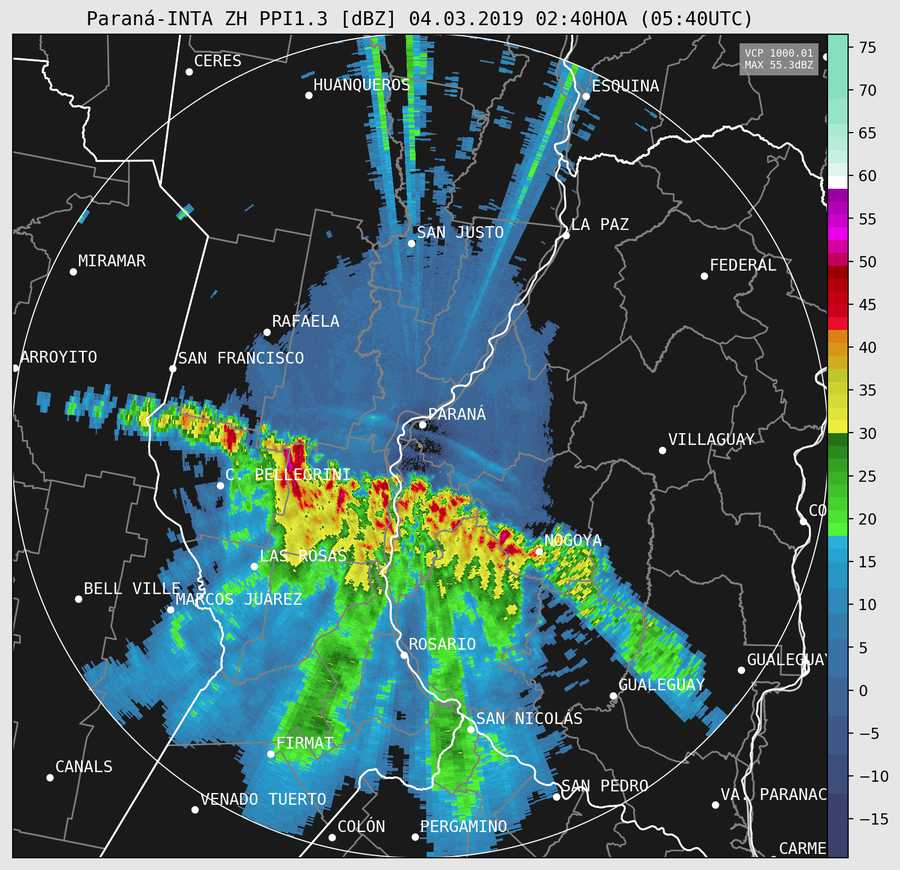 Paraná-INTA ZH PPI1.3 [dBZ] 04.03.2019 02:40HOA (05:40UTC)
VCP 1000.01
MAX 55.3dBZ
75
CERES
HUANQUEROS
ESQUINA
70
65
60
SAN JUSTO
LA PAZ
55
MIRAMAR
FEDERAL
50
45
RAFAELA
40
ARROYITO
SAN FRANCISCO
35
PARANÁ
VILLAGUAY
30
C. PELLEGRINI
25
CO
20
NOGOYA
LAS ROSAS
15
BELL VILLE
MARCOS JUÁREZ
10
5
ROSARIO
GUALEGUAY
GUALEGUAY
0
SAN NICOLÁS
-5
FIRMAT
CANALS
-10
SAN PEDRO
VENADO TUERTO
VA. PARANAC
-15
COLÓN
PERGAMINO
CARME